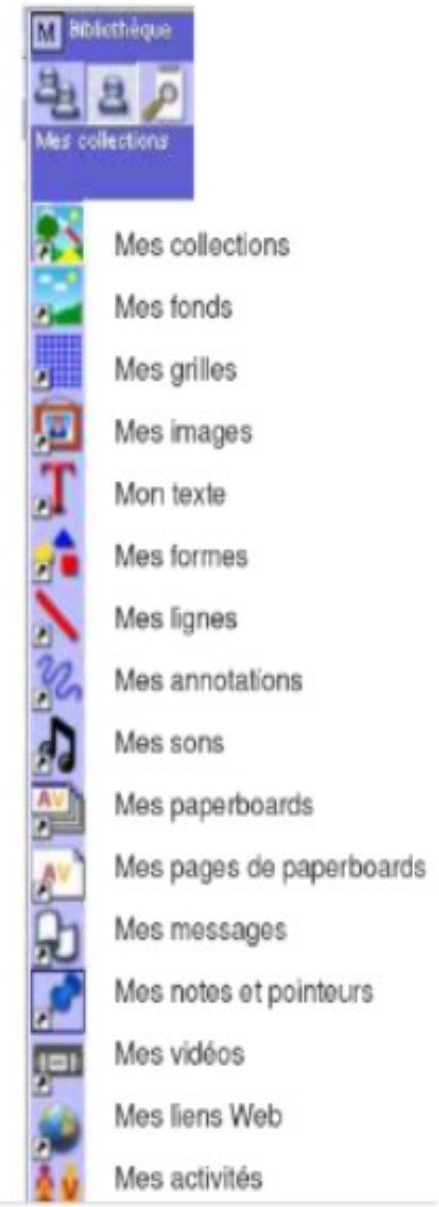 M Bibliothèque
Mes collections
Mes collections
Mes fonds
Mes grilles
Mes images
T Mon texte
Mes formes
Mes lignes
Mes annotations
Mes sons
AV Mes paperboards
AV Mes pages de paperboards
Mes messages
Mes notes et pointeurs
Mes vidéos
Mes liens Web
Mes activités